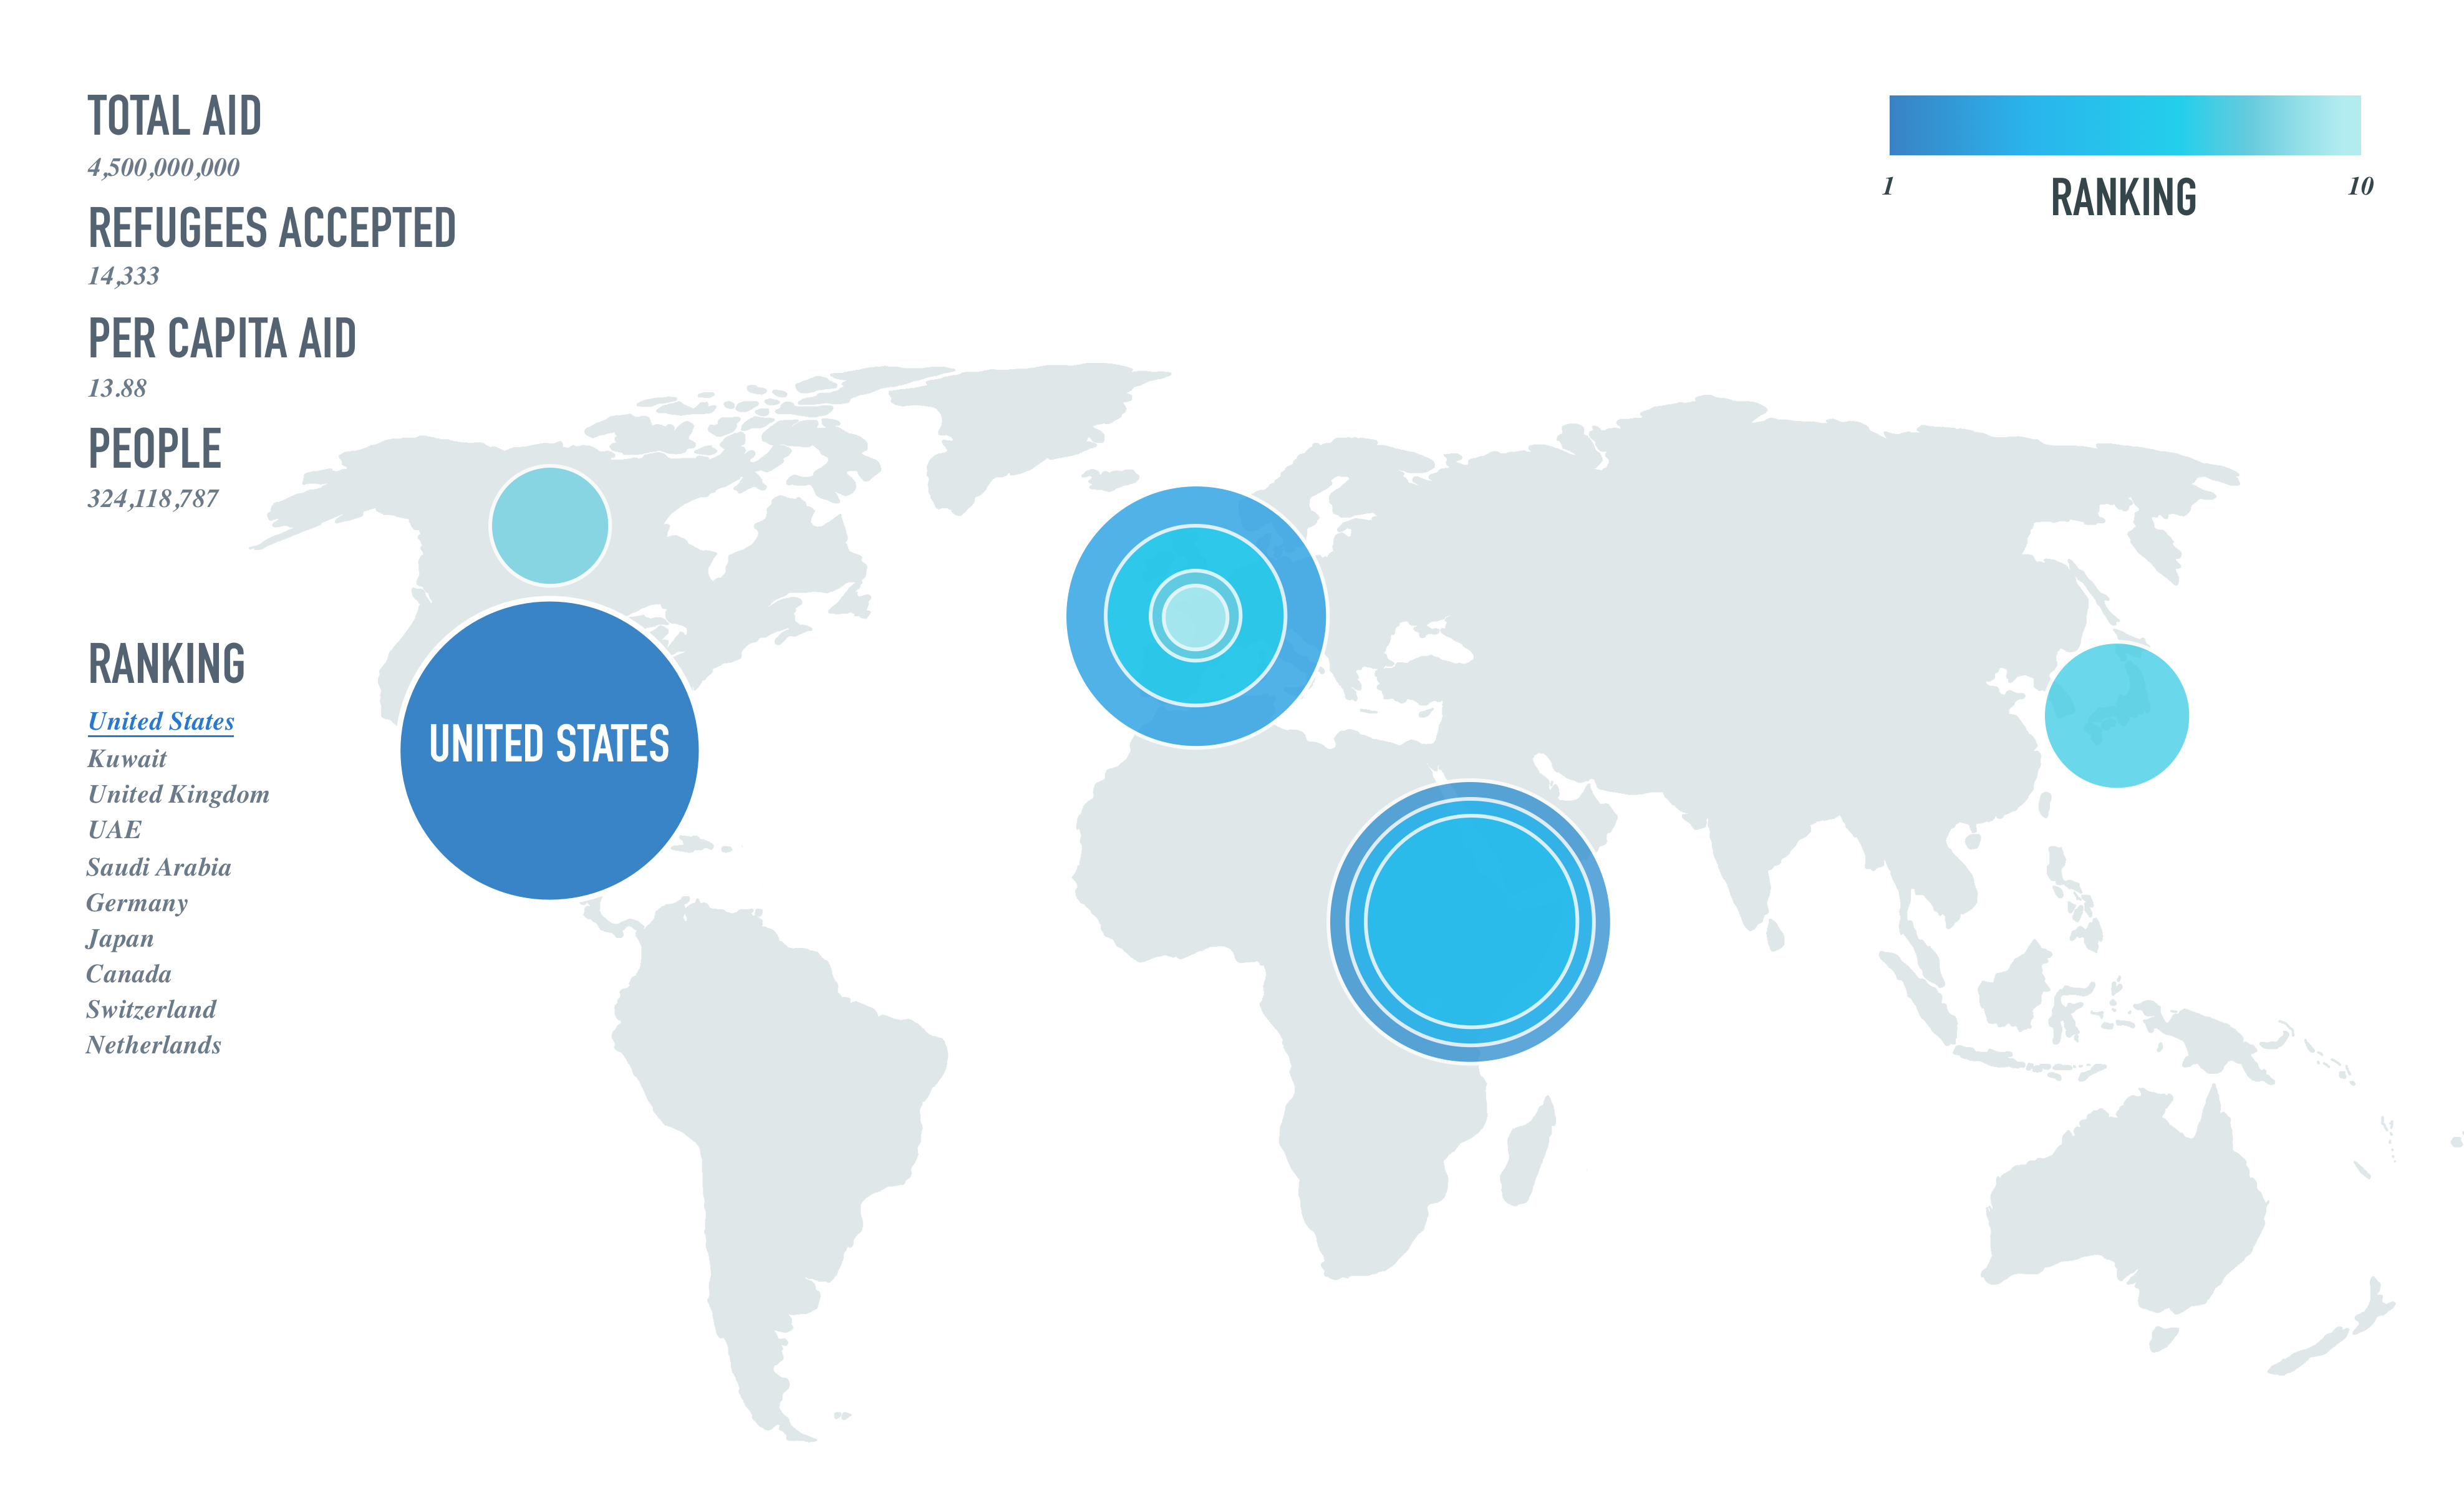 TOTAL AID
4,500,000,000
REFUGEES ACCEPTED
14,333
PER CAPITA AID
13.88
PEOPLE
324,118,787
RANKING
United States
Kuwait
United Kingdom
UAE
Saudi Arabia
Germany
Japan
Canada
Switzerland
Netherlands
UNITED STATES
1
RANKING
10